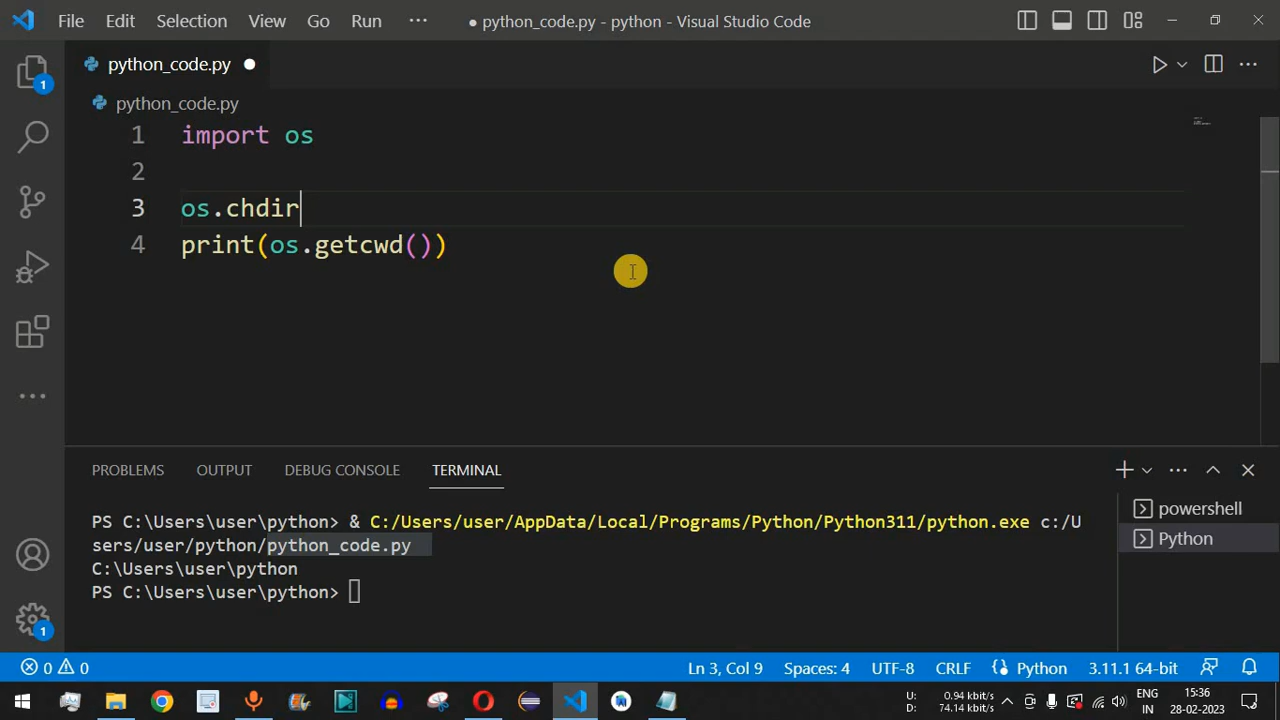 File Edit Selection View Go Run ··· ● python_code.py - python - Visual Studio Code
python_code.py ●
python_code.py
1 import os
2
3 os.chdir
4 print(os.getcwd())
PROBLEMS OUTPUT DEBUG CONSOLE TERMINAL
PS C:\Users\user\python> & C:/Users/user/AppData/Local/Programs/Python/Python311/python.exe c:/U
sers/user/python/python_code.py
C:\Users\user\python
PS C:\Users\user\python>
powershell
Python
1
1
0 0 Ln 3, Col 9 Spaces: 4 UTF-8 CRLF Python 3.11.1 64-bit
U: 0.94 kbit/s
D: 74.14 kbit/s
ENG
IN
15:36
28-02-2023